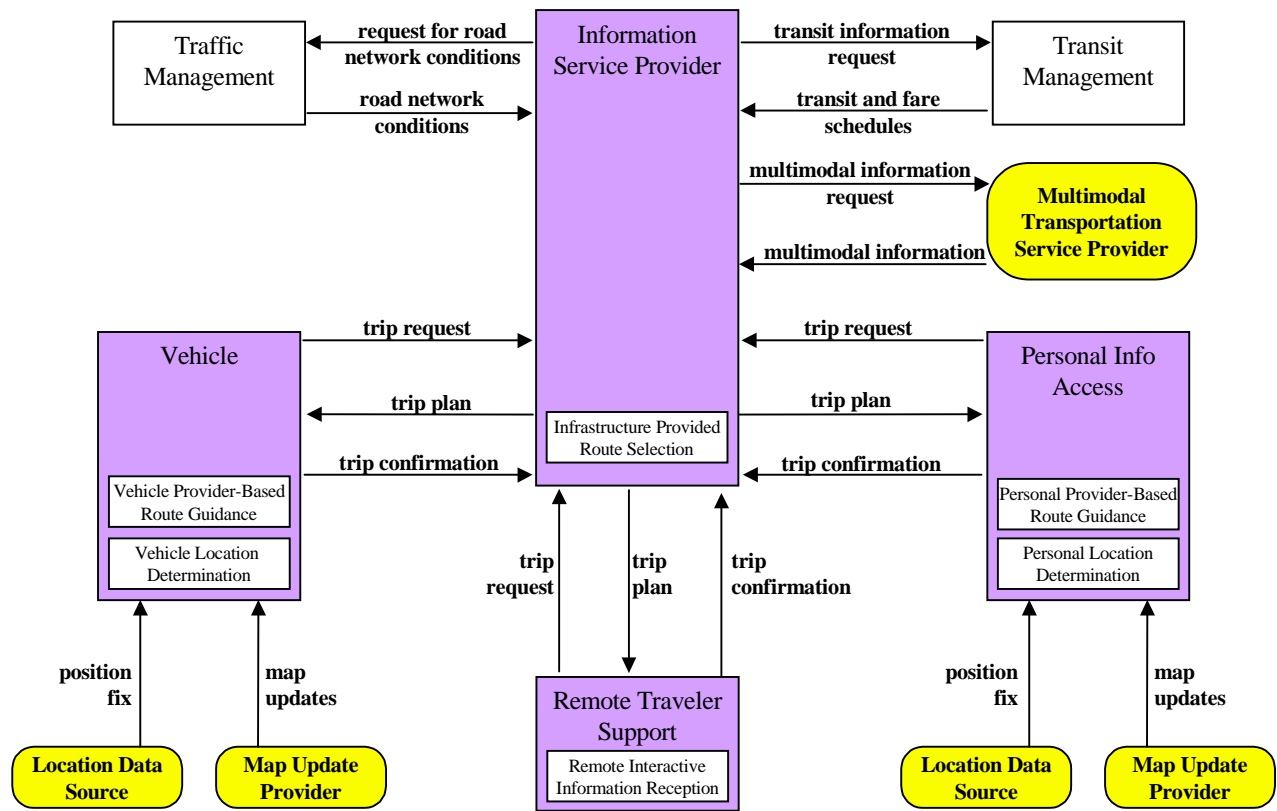 Traffic
Management
request for road
network conditions
road network
conditions
Information
Service Provider
transit information
request
transit and fare
schedules
Transit
Management
multimodal information
request
multimodal information
Multimodal
Transportation
Service Provider
Vehicle
trip request
trip plan
trip confirmation
Vehicle Provider-Based
Route Guidance
Vehicle Location
Determination
Infrastructure Provided
Route Selection
trip request
trip plan
trip confirmation
Personal Info
Access
Personal Provider-Based
Route Guidance
Personal Location
Determination
trip
request
trip
plan
trip
confirmation
position
fix
map
updates
Location Data
Source
Map Update
Provider
Remote Traveler
Support
Remote Interactive
Information Reception
position
fix
map
updates
Location Data
Source
Map Update
Provider